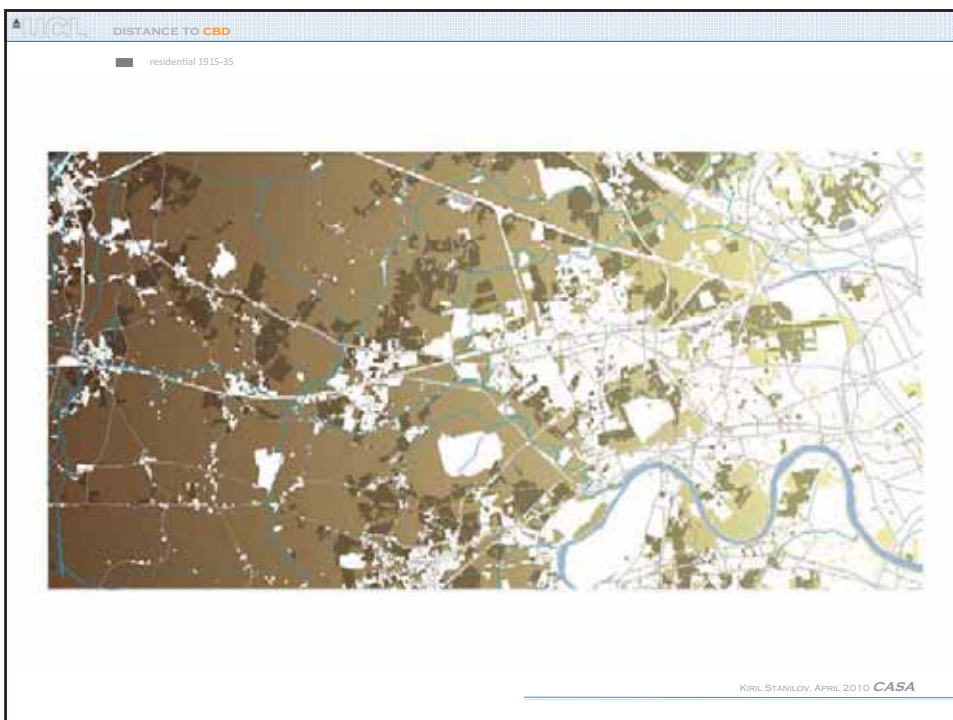 UCL DISTANCE TO CBD
residential 1915-35
KIRIL STANILOV, APRIL 2010 CASA